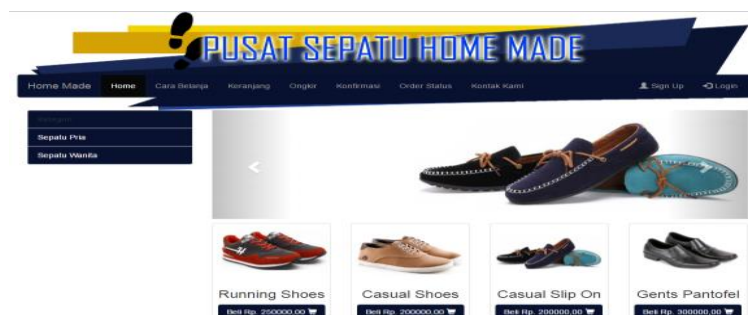 PUSAT SEPATU HOME MADE
Home Made Home Cara Belanja Keranjang Ongkir Konfirmasi Order Status Kontak Kami Sign Up Login
Kategori
Sepatu Pria
Sepatu Wanita
Running Shoes Casual Shoes Casual Slip On Gents Pantofel
Beli Rp. 250000.00 Beli Rp. 200000.00 Beli Rp. 200000.00 Beli Rp. 300000.00